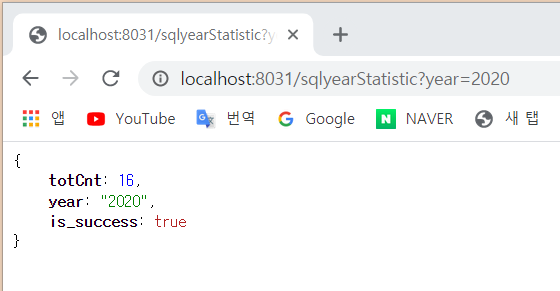 localhost:8031/sqlyearStatistic?y
localhost:8031/sqlyearStatistic?year=2020
앱 YouTube 번역 Google NAVER 새 탭
{
totCnt: 16,
year: "2020",
is_success: true
}